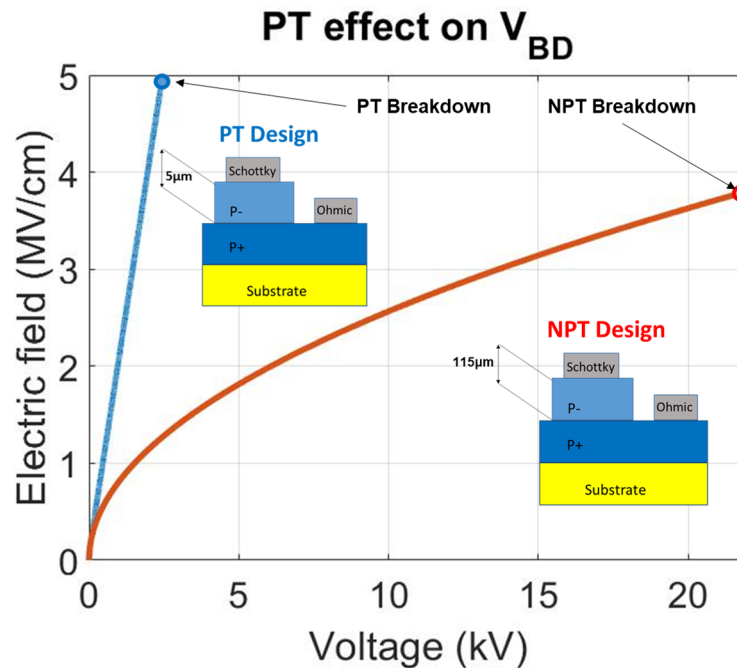 PT effect on V_BD
Electric field (MV/cm)
5
4
3
2
1
0
PT Breakdown
NPT Breakdown
PT Design
5µm
Schottky
P-
Ohmic
P+
Substrate
NPT Design
115µm
Schottky
P-
Ohmic
P+
Substrate
0
5
10
15
20
Voltage (kV)